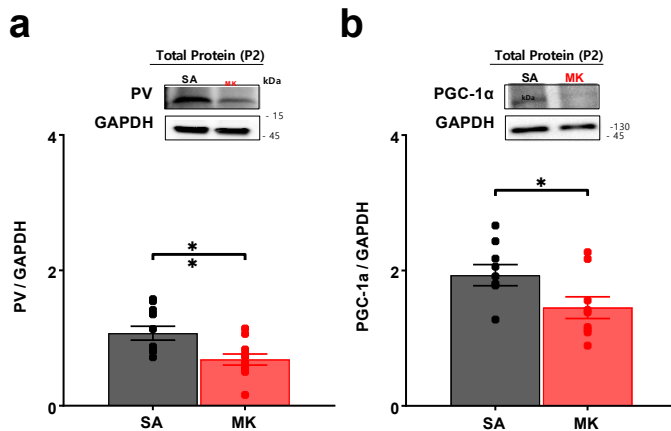 a
Total Protein (P2)
SA MK kDa
PV
- 15
GAPDH
- 45
4
2
0
PV / GAPDH
*
*
SA MK
b
Total Protein (P2)
SA MK
PGC-1α kDa
GAPDH
-130
- 45
4
2
0
PGC-1a / GAPDH
*
SA MK